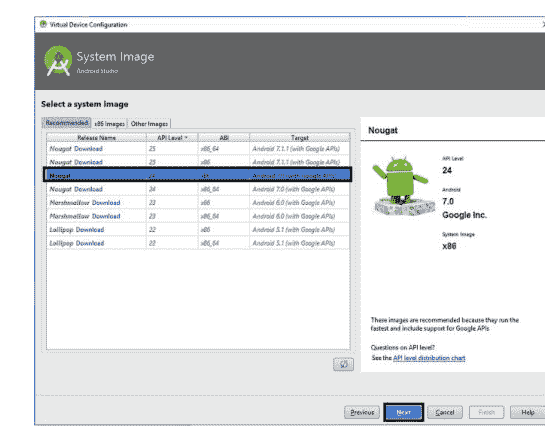 Virtual Device Configuration
System Image
Android Studio
Select a system image
Recommended x86 Images Other Images
Release Name API Level ABI Target
Nougat Download 25 x86_64 Android 7.1.1 (with Google APIs)
Nougat Download 25 x86 Android 7.1.1 (with Google APIs)
Nougat
Nougat Download 24 x86_64 Android 7.0 (with Google APIs)
Marshmallow Download 23 x86 Android 6.0 (with Google APIs)
Marshmallow Download 23 x86_64 Android 6.0 (with Google APIs)
Lollipop Download 22 x86 Android 5.1 (with Google APIs)
Lollipop Download 22 x86_64 Android 5.1 (with Google APIs)
Nougat
API Level
24
Android
7.0
Google Inc.
System Image
x86
These images are recommended because they run the
fastest and include support for Google APIs
Questions on API level?
See the API level distribution chart
Previous Next Cancel Finish Help